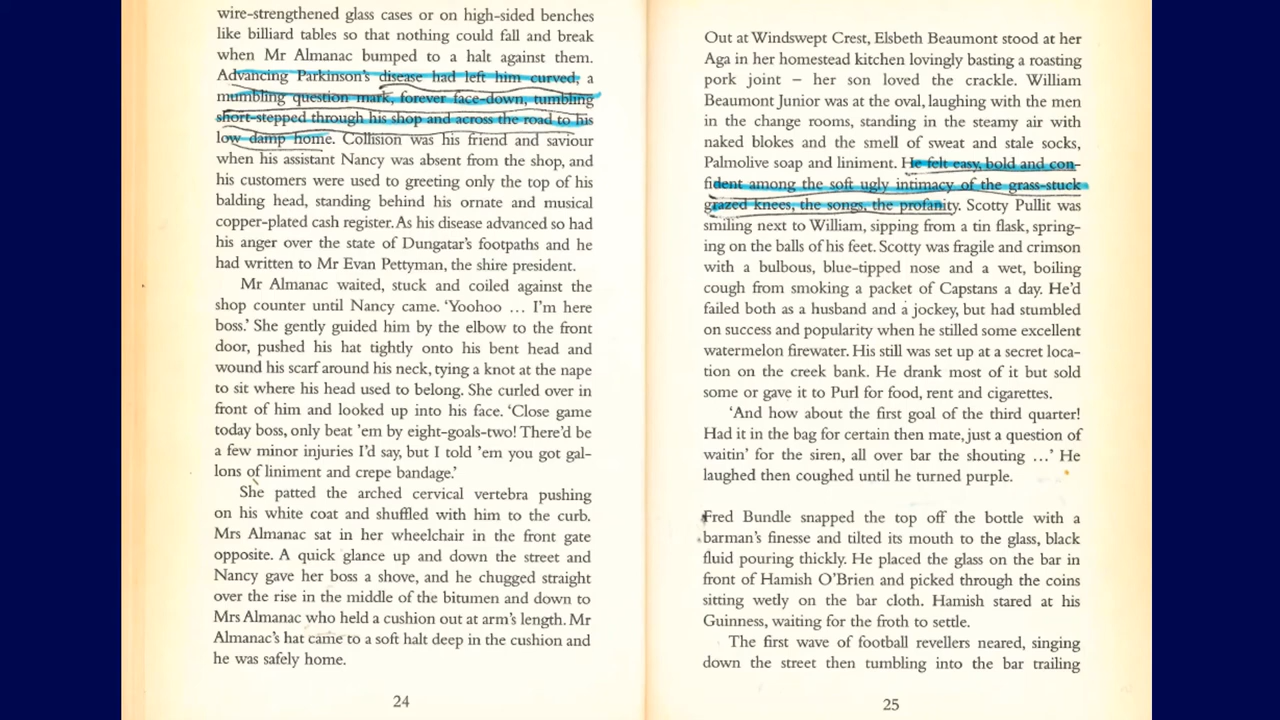 wire-strengthened glass cases or on high-sided benches
like billiard tables so that nothing could fall and break
when Mr Almanac bumped to a halt against them.
Advancing Parkinson's disease had left him curved, a
mumbling question mark, forever face-down, tumbling
short-stepped through his shop and across the road to his
low damp home. Collision was his friend and saviour
when his assistant Nancy was absent from the shop, and
his customers were used to greeting only the top of his
balding head, standing behind his ornate and musical
copper-plated cash register. As his disease advanced so had
his anger over the state of Dungatar's footpaths and he
had written to Mr Evan Pettyman, the shire president.
Mr Almanac waited, stuck and coiled against the
shop counter until Nancy came. 'Yoohoo ... I'm here
boss.' She gently guided him by the elbow to the front
door, pushed his hat tightly onto his bent head and
wound his scarf around his neck, tying a knot at the nape
to sit where his head used to belong. She curled over in
front of him and looked up into his face. 'Close game
today boss, only beat 'em by eight-goals-two! There'd be
a few minor injuries I'd say, but I told 'em you got gal-
lons of liniment and crepe bandage.'
She patted the arched cervical vertebra pushing
on his white coat and shuffled with him to the curb.
Mrs Almanac sat in her wheelchair in the front gate
opposite. A quick glance up and down the street and
Nancy gave her boss a shove, and he chugged straight
over the rise in the middle of the bitumen and down to
Mrs Almanac who held a cushion out at arm's length. Mr
Almanac's hat came to a soft halt deep in the cushion and
he was safely home.
24
Out at Windswept Crest, Elsbeth Beaumont stood at her
Aga in her homestead kitchen lovingly basting a roasting
pork joint – her son loved the crackle. William
Beaumont Junior was at the oval, laughing with the men
in the change rooms, standing in the steamy air with
naked blokes and the smell of sweat and stale socks,
Palmolive soap and liniment. He felt easy, bold and con-
fident among the soft ugly intimacy of the grass-stuck
grazed knees, the songs, the profanity. Scotty Pullit was
smiling next to William, sipping from a tin flask, spring-
ing on the balls of his feet. Scotty was fragile and crimson
with a bulbous, blue-tipped nose and a wet, boiling
cough from smoking a packet of Capstans a day. He'd
failed both as a husband and a jockey, but had stumbled
on success and popularity when he stilled some excellent
watermelon firewater. His still was set up at a secret loca-
tion on the creek bank. He drank most of it but sold
some or gave it to Purl for food, rent and cigarettes.
'And how about the first goal of the third quarter!
Had it in the bag for certain then mate, just a question of
waitin' for the siren, all over bar the shouting ...' He
laughed then coughed until he turned purple.
Fred Bundle snapped the top off the bottle with a
barman's finesse and tilted its mouth to the glass, black
fluid pouring thickly. He placed the glass on the bar in
front of Hamish O'Brien and picked through the coins
sitting wetly on the bar cloth. Hamish stared at his
Guinness, waiting for the froth to settle.
The first wave of football revellers neared, singing
down the street then tumbling into the bar trailing
25